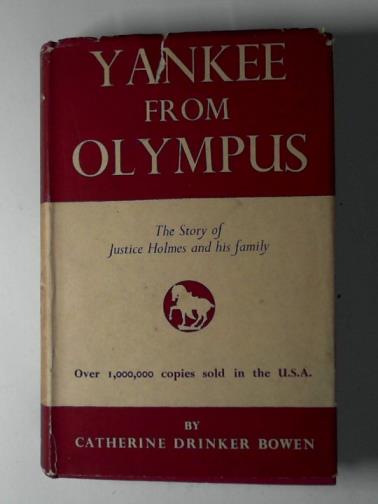 YANKEE
FROM
OLYMPUS
The Story of
Justice Holmes and his family
Over 1,000,000 copies sold in the U.S.A.
BY
CATHERINE DRINKER BOWEN